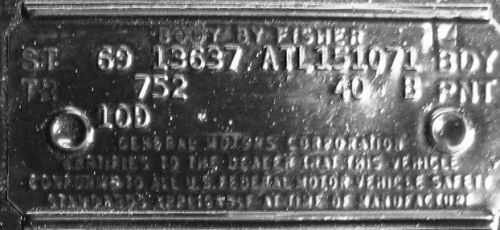 BODY BY FISHER
ST 69 13637 ATL151071 BDY
TR 752 40 B PNT
10D
GENERAL MOTORS CORPORATION
CERTIFIES TO THE DEALER THAT THIS VEHICLE
CONFORMS TO ALL U.S. FEDERAL MOTOR VEHICLE SAFETY
STANDARDS APPLICABLE AT TIME OF MANUFACTURE